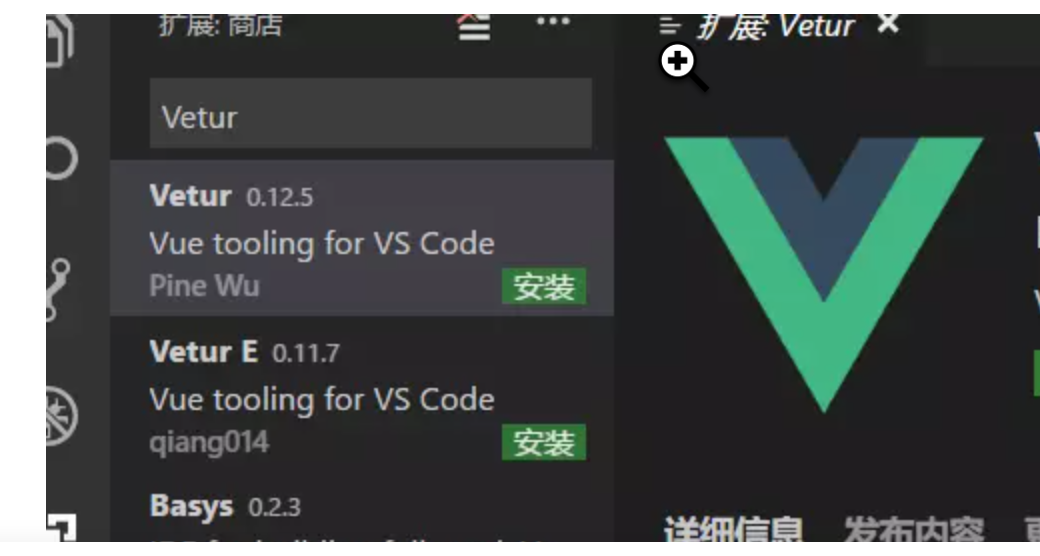 扩展: 商店
扩展: Vetur
Vetur
Vetur 0.12.5
Vue tooling for VS Code
Pine Wu 安装
Vetur E 0.11.7
Vue tooling for VS Code
qiang014 安装
Basys 0.2.3
详细信息 发布内容